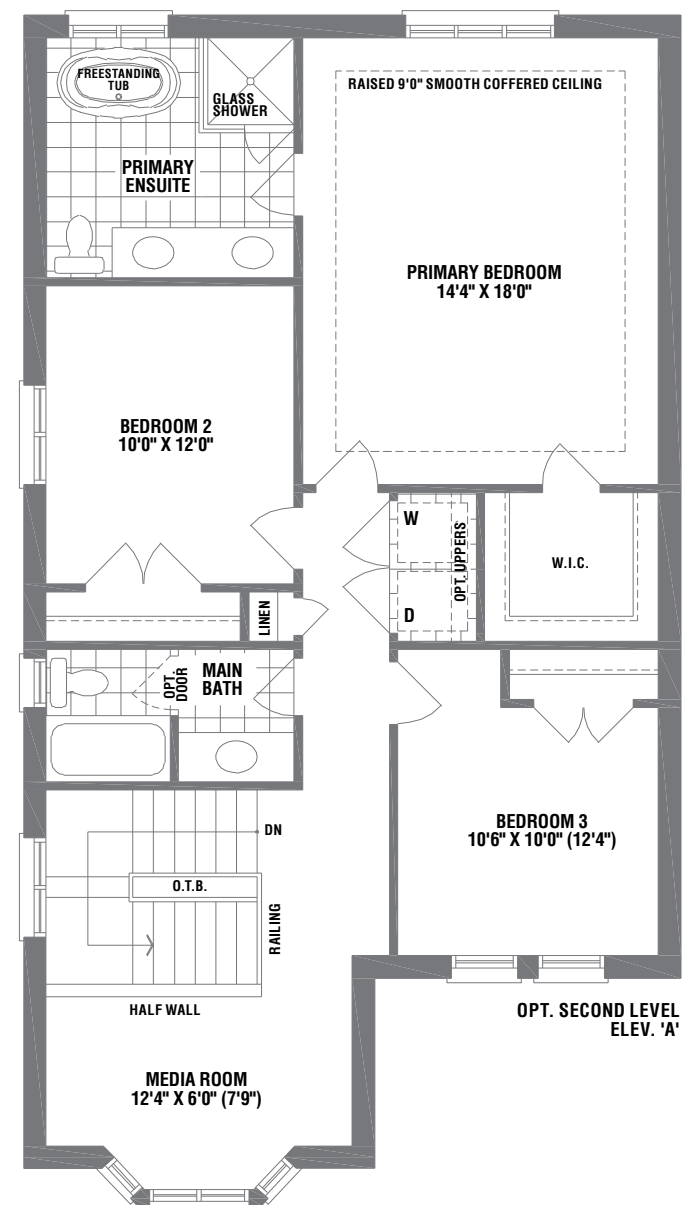 FREESTANDING
TUB
GLASS
SHOWER
RAISED 9'0" SMOOTH COFFERED CEILING
PRIMARY
ENSUITE
PRIMARY BEDROOM
14'4" X 18'0"
BEDROOM 2
10'0" X 12'0"
W
D
OPT. UPPERS
W.I.C.
LINEN
OPT.
DOOR
MAIN
BATH
DN
O.T.B.
RAILING
HALF WALL
BEDROOM 3
10'6" X 10'0" (12'4")
OPT. SECOND LEVEL
ELEV. 'A'
MEDIA ROOM
12'4" X 6'0" (7'9")